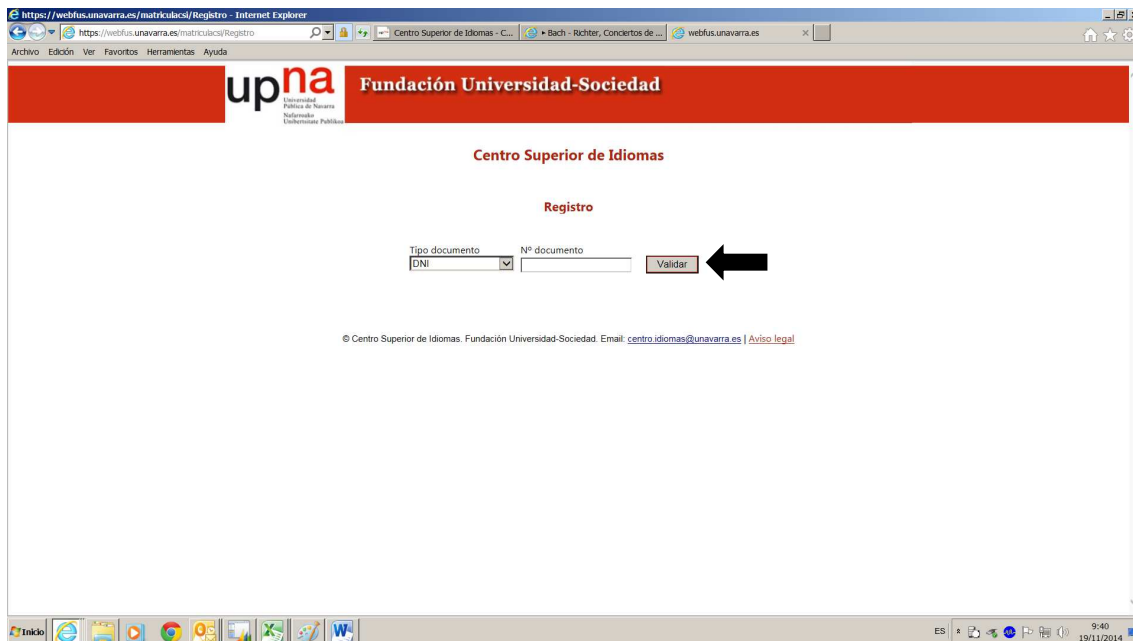 https://webfus.unavarra.es/matriculacsi/Registro - Internet Explorer
https://webfus.unavarra.es/matriculacsi/Registro
Centro Superior de Idiomas - C...
Bach - Richter, Conciertos de ...
webfus.unavarra.es
Archivo Edición Ver Favoritos Herramientas Ayuda
upna
Universidad
Pública de Navarra
Nafarroako
Unibertsitate Publikoa
Fundación Universidad-Sociedad
Centro Superior de Idiomas
Registro
Tipo documento Nº documento
DNI Validar
© Centro Superior de Idiomas. Fundación Universidad-Sociedad. Email: centro.idiomas@unavarra.es | Aviso legal
Inicio
ES
9:40
19/11/2014